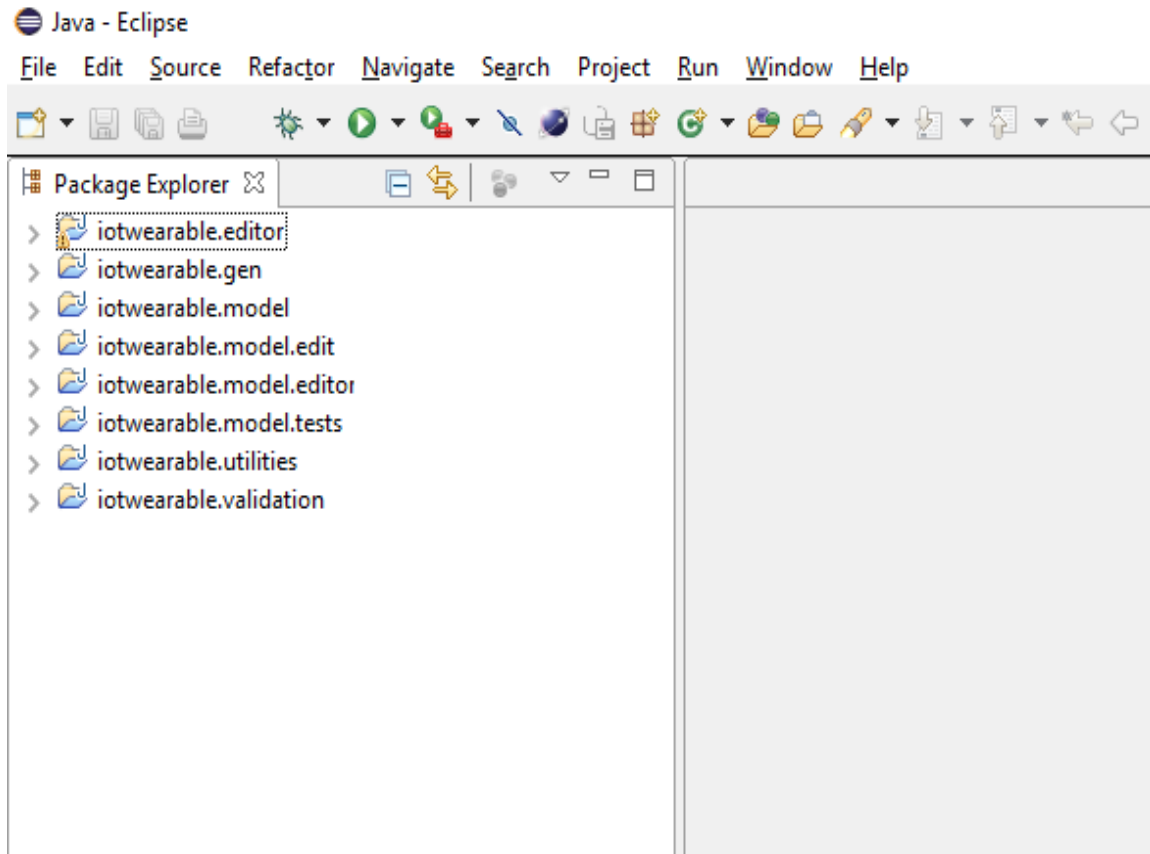 Java - Eclipse
File Edit Source Refactor Navigate Search Project Run Window Help
Package Explorer
iotwearable.editor
iotwearable.gen
iotwearable.model
iotwearable.model.edit
iotwearable.model.editor
iotwearable.model.tests
iotwearable.utilities
iotwearable.validation